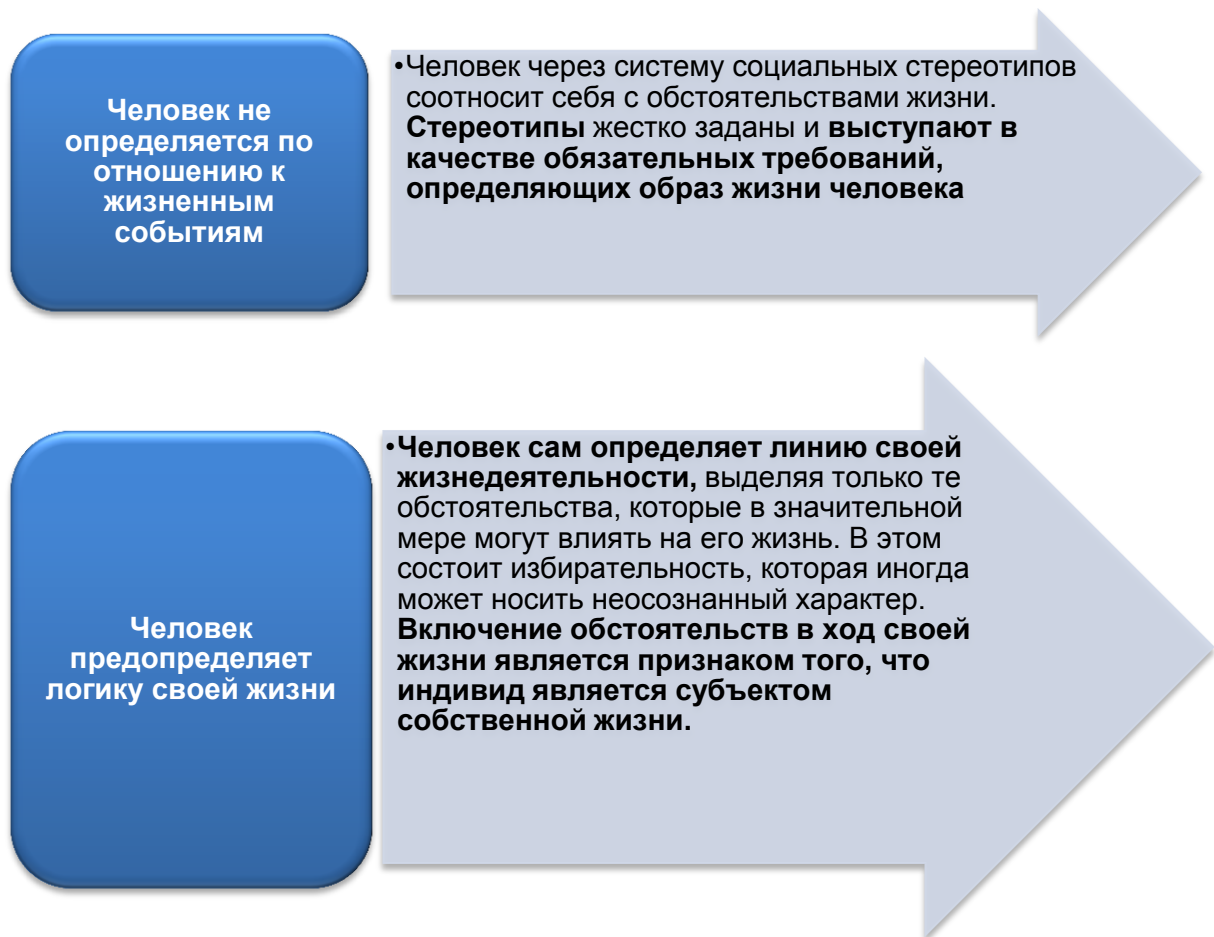 Человек не
определяется по
отношению к
жизненным
событиям
•Человек через систему социальных стереотипов
соотносит себя с обстоятельствами жизни.
Стереотипы жестко заданы и выступают в
качестве обязательных требований,
определяющих образ жизни человека
Человек
предопределяет
логику своей жизни
•Человек сам определяет линию своей
жизнедеятельности, выделяя только те
обстоятельства, которые в значительной
мере могут влиять на его жизнь. В этом
состоит избирательность, которая иногда
может носить неосознанный характер.
Включение обстоятельств в ход своей
жизни является признаком того, что
индивид является субъектом
собственной жизни.